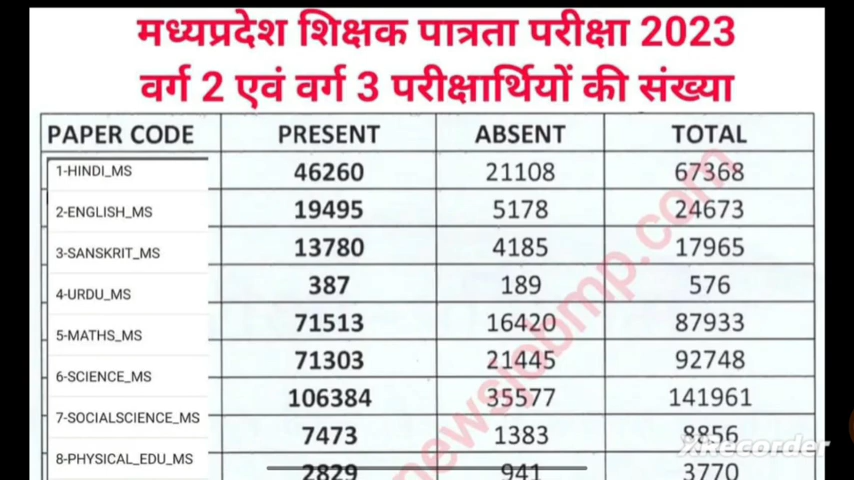 मध्यप्रदेश शिक्षक पात्रता परीक्षा 2023
वर्ग 2 एवं वर्ग 3 परीक्षार्थियों की संख्या
PAPER CODE PRESENT ABSENT TOTAL
1-HINDI_MS 46260 21108 67368
2-ENGLISH_MS 19495 5178 24673
3-SANSKRIT_MS 13780 4185 17965
4-URDU_MS 387 189 576
5-MATHS_MS 71513 16420 87933
6-SCIENCE_MS 71303 21445 92748
7-SOCIALSCIENCE_MS 106384 35577 141961
8-PHYSICAL_EDU_MS 7473 1383 8856
2829 941 3770
newsjobmp.com
XRecorder